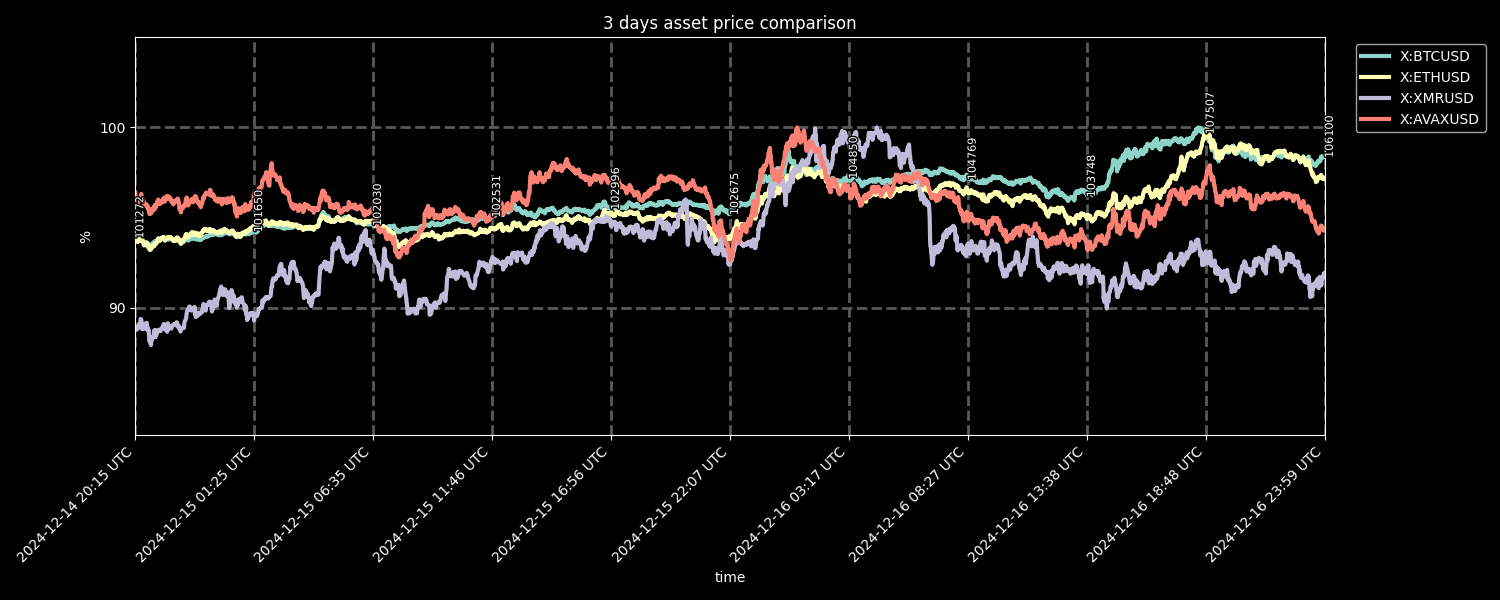 3 days asset price comparison
X:BTCUSD
X:ETHUSD
X:XMRUSD
X:AVAXUSD
100
90
%
101272
101650
102030
102531
102996
102675
104850
104769
103748
107507
106100
2024-12-14 20:15 UTC
2024-12-15 01:25 UTC
2024-12-15 06:35 UTC
2024-12-15 11:46 UTC
2024-12-15 16:56 UTC
2024-12-15 22:07 UTC
2024-12-16 03:17 UTC
2024-12-16 08:27 UTC
2024-12-16 13:38 UTC
2024-12-16 18:48 UTC
2024-12-16 23:59 UTC
time